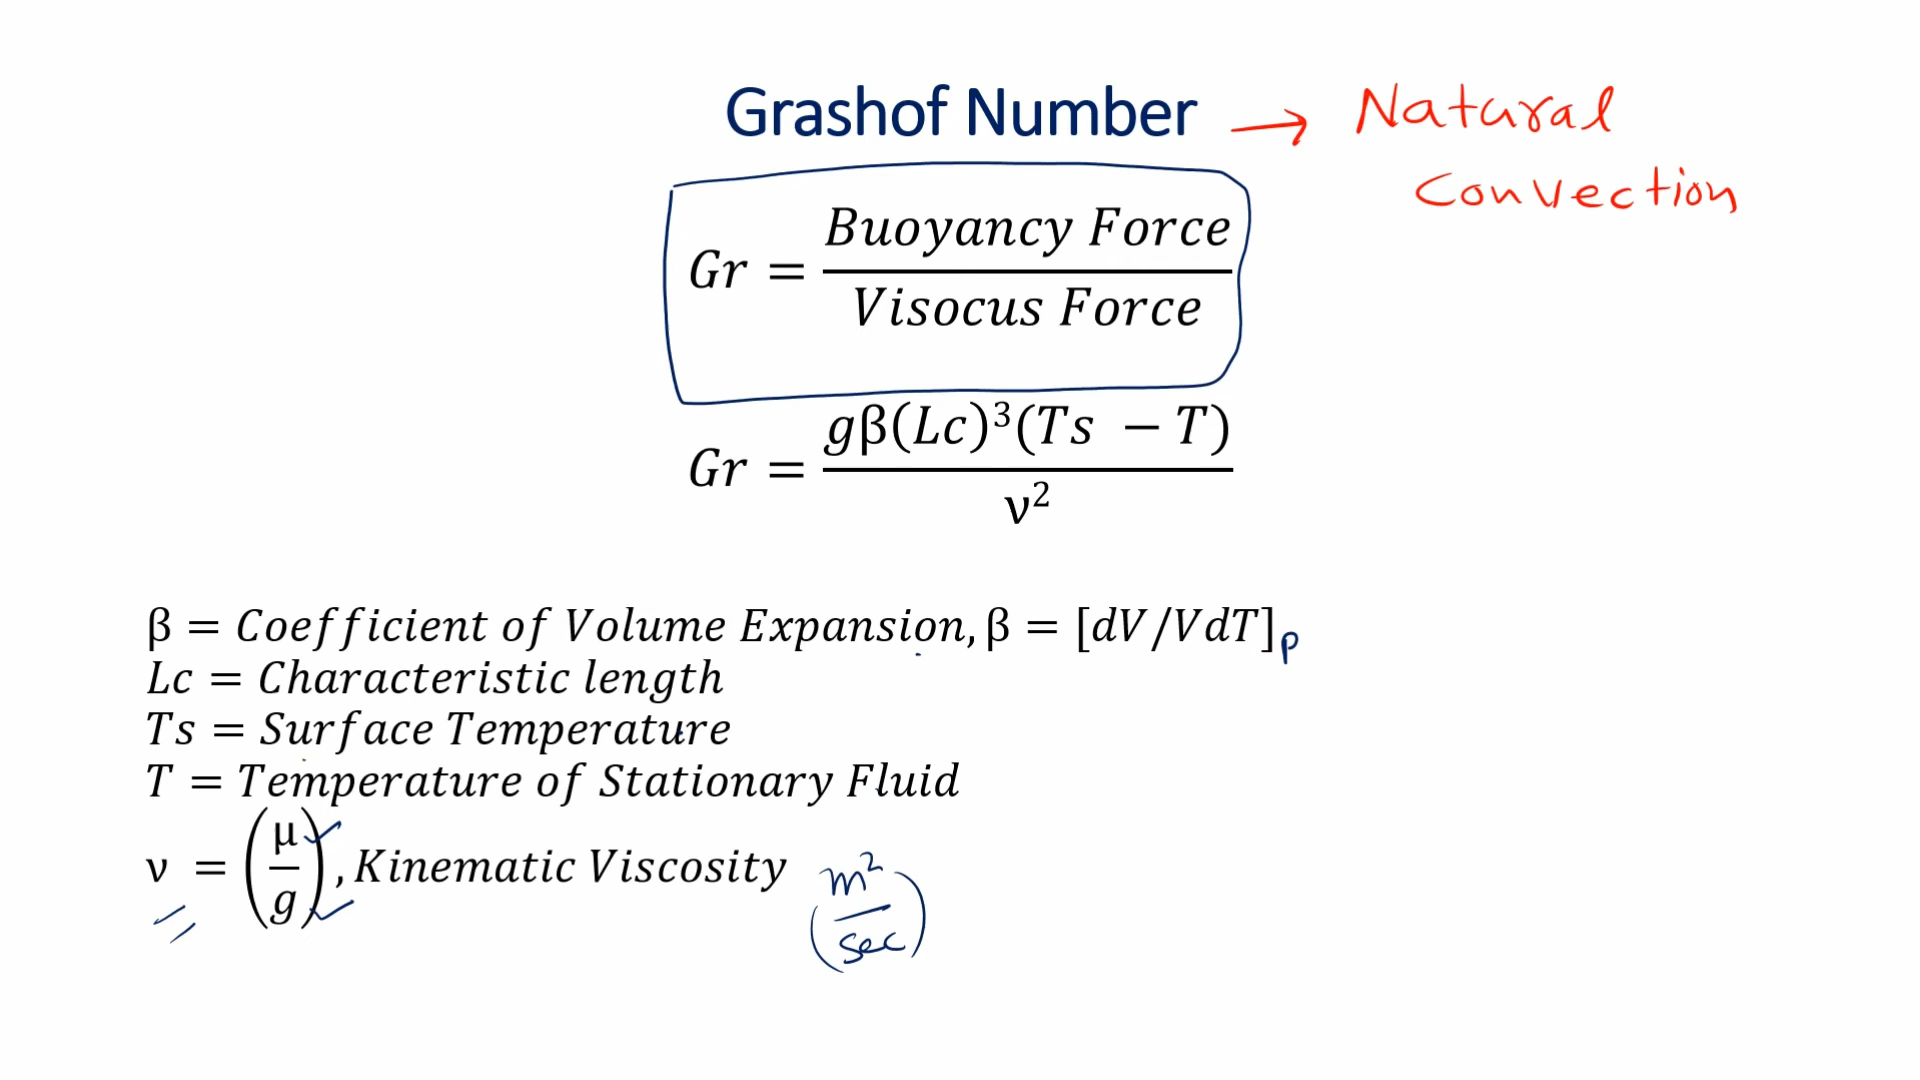 Grashof Number → Natural
Convection
Gr = Buoyancy Force / Visocus Force
Gr = gβ(Lc)³(Ts − T) / ν²
β = Coefficient of Volume Expansion, β = [dV/VdT]p
Lc = Characteristic length
Ts = Surface Temperature
T = Temperature of Stationary Fluid
ν = (μ/g), Kinematic Viscosity (m²/sec)